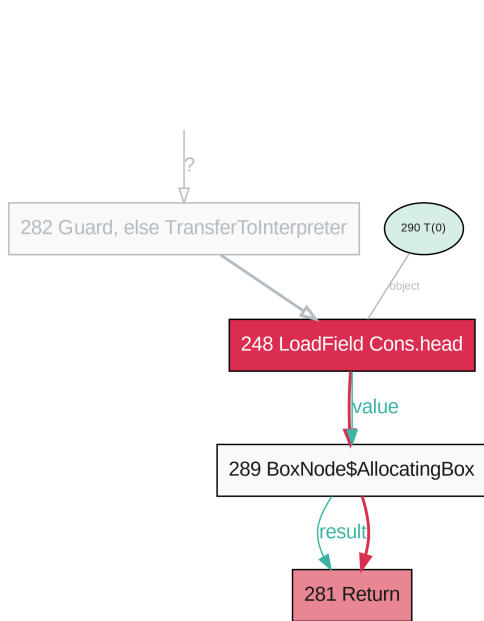 ?
282 Guard, else TransferToInterpreter
290 T(0)
object
248 LoadField Cons.head
value
289 BoxNode$AllocatingBox
result
281 Return